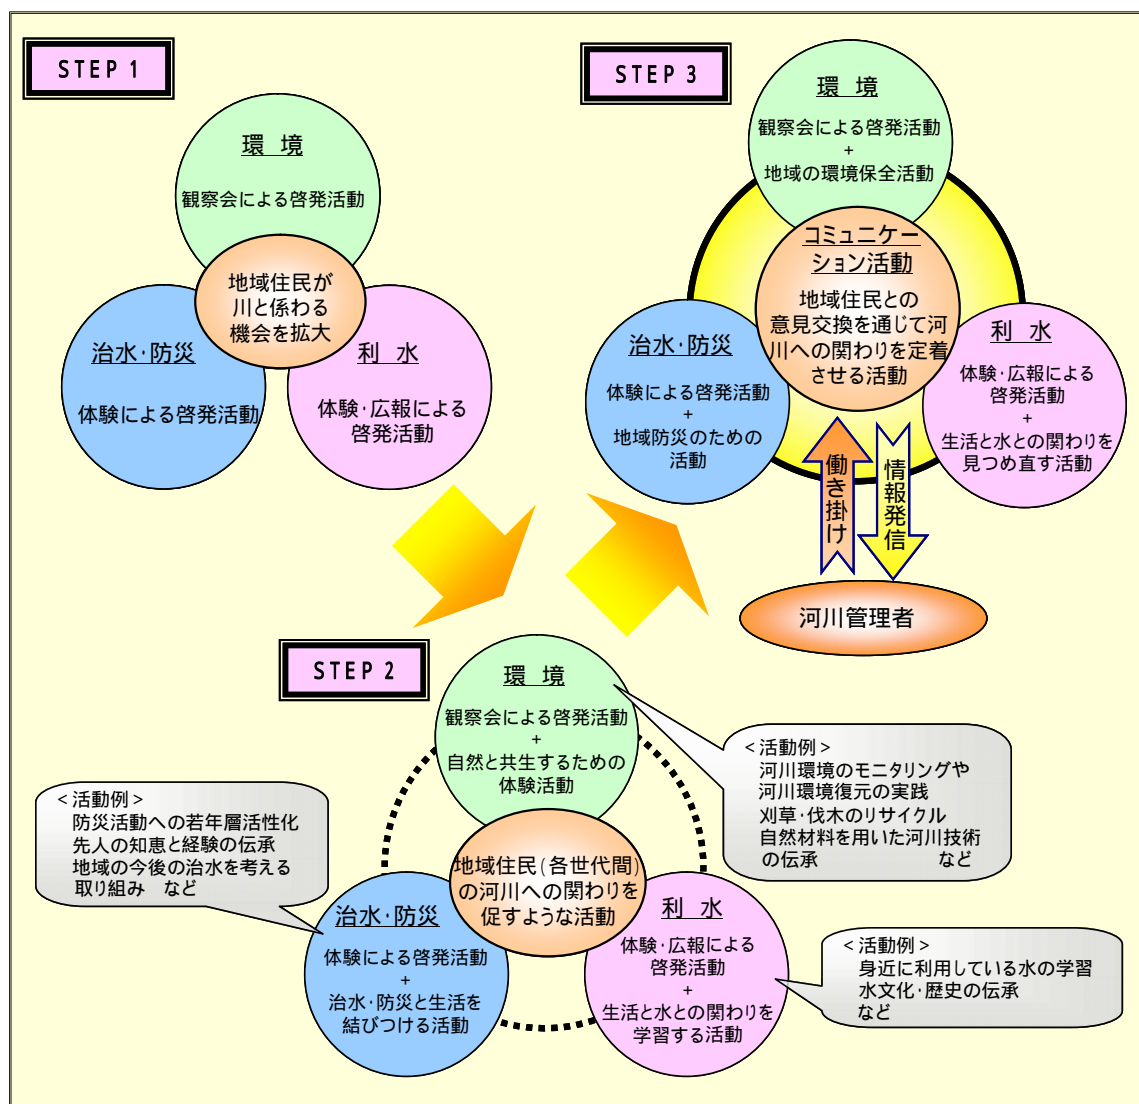 STEP 1
環 境
観察会による啓発活動
地域住民が
川と係わる
機会を拡大
治水･防災
体験による啓発活動
利 水
体験･広報による
啓発活動
STEP 3
環 境
観察会による啓発活動
+
地域の環境保全活動
コミュニケー
ション活動
地域住民との
意見交換を通じて河
川への関わりを定着
させる活動
治水･防災
体験による啓発活動
+
地域防災のための
活動
利 水
体験･広報による
啓発活動
+
生活と水との関わりを
見つめ直す活動
働き掛け
情報発信
河川管理者
STEP 2
環 境
観察会による啓発活動
+
自然と共生するための
体験活動
地域住民(各世代間)
の河川への関わりを
促すような活動
治水･防災
体験による啓発活動
+
治水･防災と生活を
結びつける活動
利 水
体験･広報による
啓発活動
+
生活と水との関わりを
学習する活動
<活動例>
防災活動への若年層活性化
先人の知恵と経験の伝承
地域の今後の治水を考える
取り組み など
<活動例>
河川環境のモニタリングや
河川環境復元の実践
刈草･伐木のリサイクル
自然材料を用いた河川技術
の伝承 など
<活動例>
身近に利用している水の学習
水文化･歴史の伝承
など